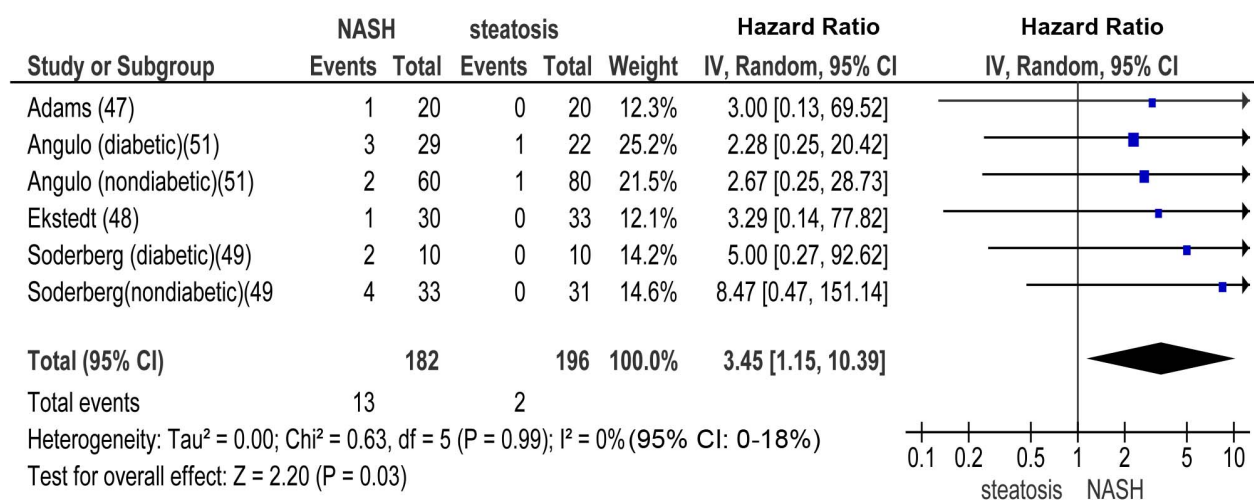 NASH steatosis Hazard Ratio Hazard Ratio
Study or Subgroup Events Total Events Total Weight IV, Random, 95% CI IV, Random, 95% CI
Adams (47) 1 20 0 20 12.3% 3.00 [0.13, 69.52]
Angulo (diabetic)(51) 3 29 1 22 25.2% 2.28 [0.25, 20.42]
Angulo (nondiabetic)(51) 2 60 1 80 21.5% 2.67 [0.25, 28.73]
Ekstedt (48) 1 30 0 33 12.1% 3.29 [0.14, 77.82]
Soderberg (diabetic)(49) 2 10 0 10 14.2% 5.00 [0.27, 92.62]
Soderberg(nondiabetic)(49 4 33 0 31 14.6% 8.47 [0.47, 151.14]
Total (95% CI) 182 196 100.0% 3.45 [1.15, 10.39]
Total events 13 2
Heterogeneity: Tau² = 0.00; Chi² = 0.63, df = 5 (P = 0.99); I² = 0% (95% CI: 0-18%)
Test for overall effect: Z = 2.20 (P = 0.03)
0.1 0.2 0.5 1 2 5 10
steatosis NASH